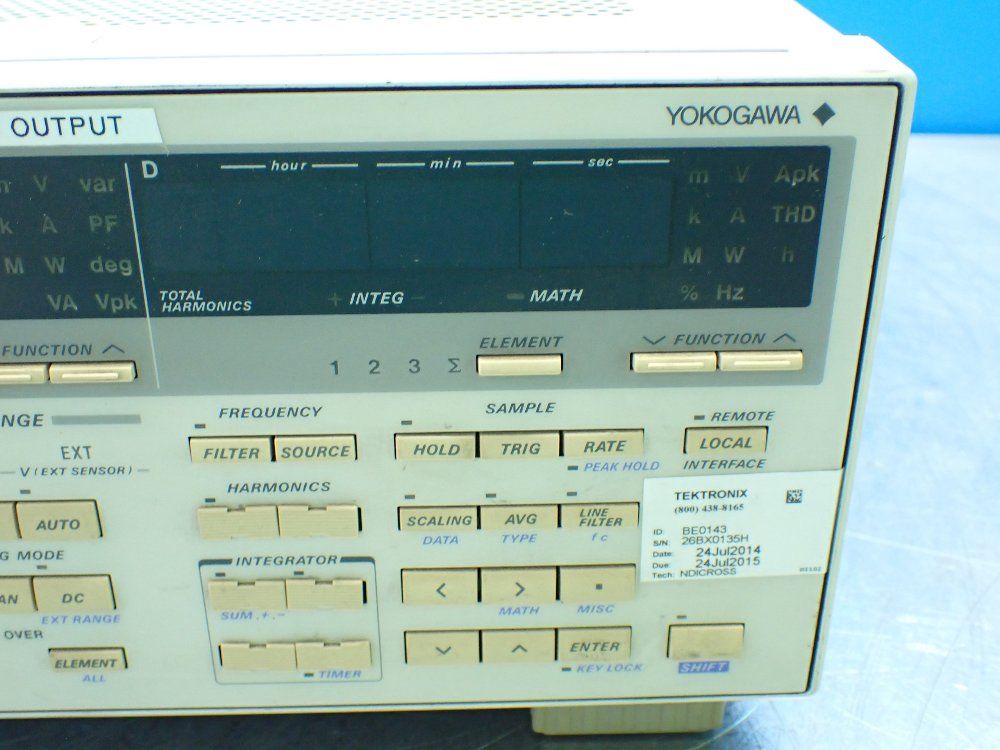 OUTPUT
YOKOGAWA
D hour min sec
V var
k A PF
M W deg
VA Vpk
m V Apk
k A THD
M W h
% Hz
TOTAL HARMONICS
+ INTEG -
- MATH
FUNCTION
1 2 3 Σ
ELEMENT
FUNCTION
FREQUENCY
FILTER SOURCE
SAMPLE
HOLD TRIG RATE
PEAK HOLD
REMOTE
LOCAL
INTERFACE
EXT
V (EXT SENSOR)
AUTO
HARMONICS
SCALING AVG LINE FILTER
DATA TYPE fc
TEKTRONIX
(800) 438-8165
ID: BE0143
S/N: 26BX0135H
Date: 24Jul2014
Due: 24Jul2015
Tech: NDICROSS
MODE
DC
EXT RANGE
INTEGRATOR
SUM,+,-
TIMER
< > ▪
MATH MISC
OVER
ELEMENT
ALL
ENTER
KEY LOCK
SHIFT